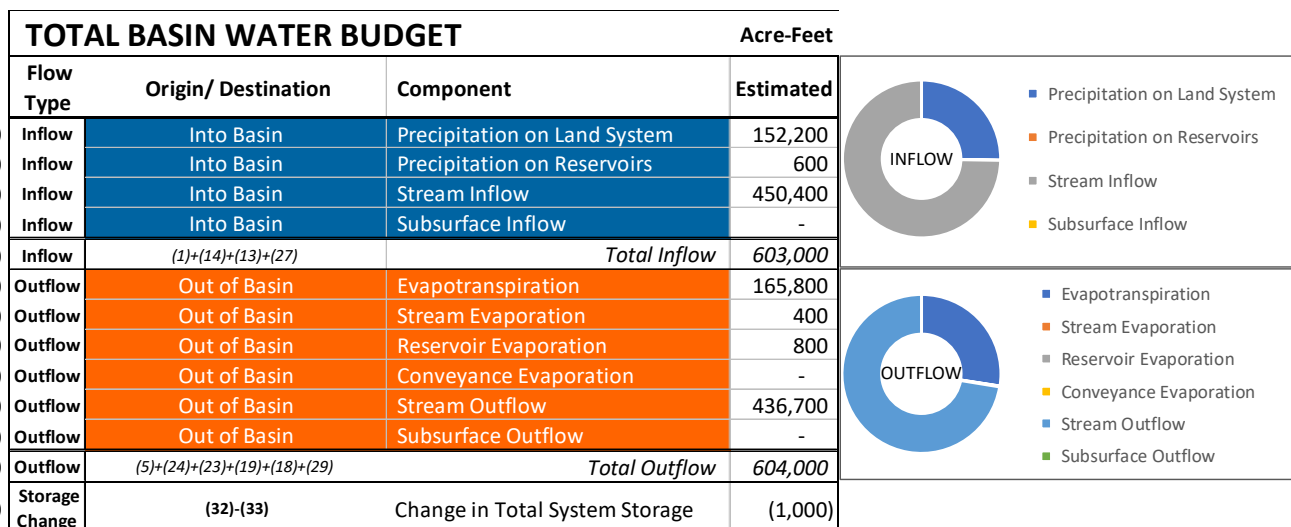 TOTAL BASIN WATER BUDGET Acre-Feet
Flow Type Origin/ Destination Component Estimated
Inflow Into Basin Precipitation on Land System 152,200
Inflow Into Basin Precipitation on Reservoirs 600
Inflow Into Basin Stream Inflow 450,400
Inflow Into Basin Subsurface Inflow -
Inflow (1)+(14)+(13)+(27) Total Inflow 603,000
Outflow Out of Basin Evapotranspiration 165,800
Outflow Out of Basin Stream Evaporation 400
Outflow Out of Basin Reservoir Evaporation 800
Outflow Out of Basin Conveyance Evaporation -
Outflow Out of Basin Stream Outflow 436,700
Outflow Out of Basin Subsurface Outflow -
Outflow (5)+(24)+(23)+(19)+(18)+(29) Total Outflow 604,000
Storage Change (32)-(33) Change in Total System Storage (1,000)
INFLOW
Precipitation on Land System
Precipitation on Reservoirs
Stream Inflow
Subsurface Inflow
OUTFLOW
Evapotranspiration
Stream Evaporation
Reservoir Evaporation
Conveyance Evaporation
Stream Outflow
Subsurface Outflow